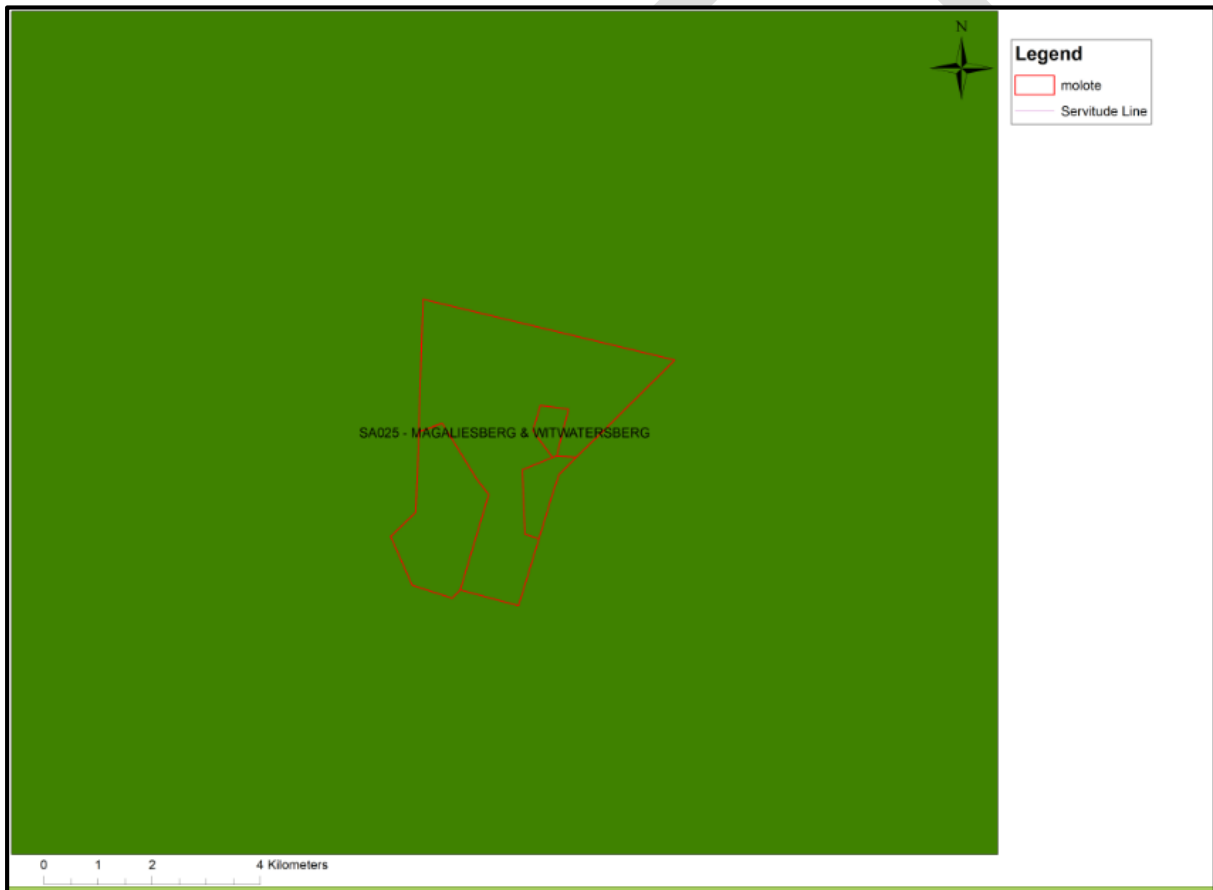 N
Legend
molote
Servitude Line
SA025 - MAGALIESBERG & WITWATERSBERG
0 1 2 4 Kilometers